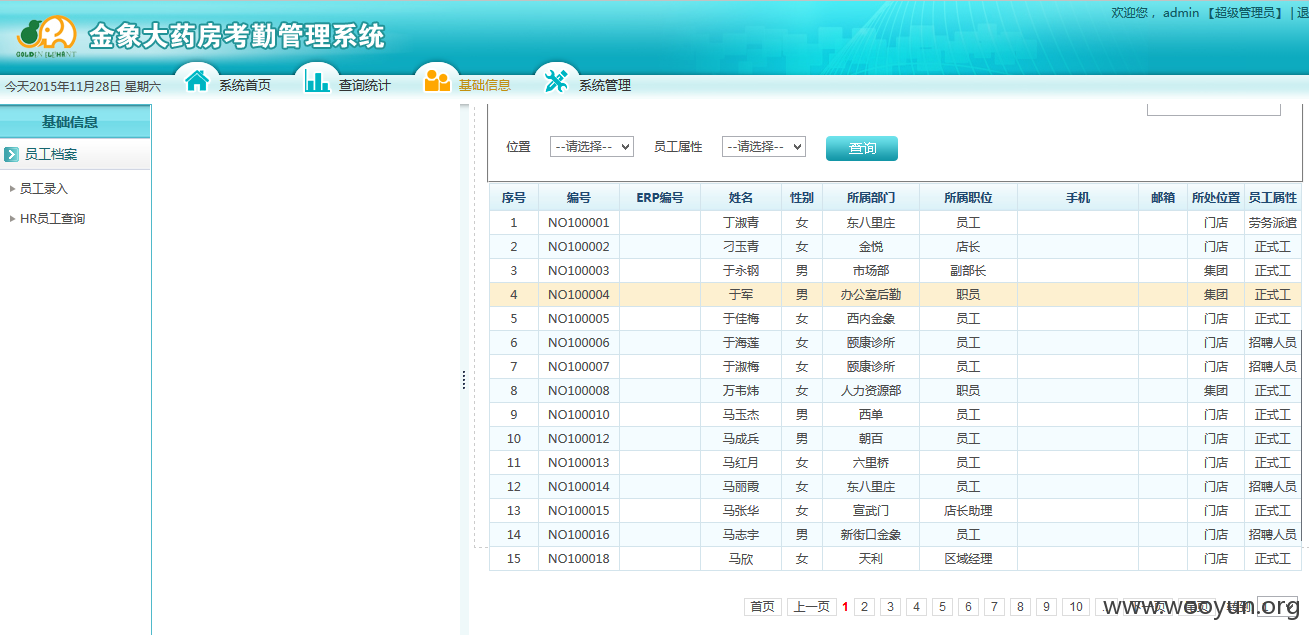 欢迎您， admin 【超级管理员】 | 退
金象大药房考勤管理系统
GOLDEN ELEPHANT
今天2015年11月28日 星期六 系统首页 查询统计 基础信息 系统管理
基础信息
员工档案
员工录入
HR员工查询
位置 --请选择-- 员工属性 --请选择-- 查询
序号 编号 ERP编号 姓名 性别 所属部门 所属职位 手机 邮箱 所处位置 员工属性
1 NO100001 丁淑青 女 东八里庄 员工 门店 劳务派遣
2 NO100002 刁玉青 女 金悦 店长 门店 正式工
3 NO100003 于永钢 男 市场部 副部长 集团 正式工
4 NO100004 于军 男 办公室后勤 职员 集团 正式工
5 NO100005 于佳梅 女 西内金象 员工 门店 正式工
6 NO100006 于海莲 女 颐康诊所 员工 门店 招聘人员
7 NO100007 于淑梅 女 颐康诊所 员工 门店 招聘人员
8 NO100008 万韦炜 女 人力资源部 职员 集团 正式工
9 NO100010 马玉杰 男 西单 员工 门店 正式工
10 NO100012 马成兵 男 朝百 员工 门店 正式工
11 NO100013 马红月 女 六里桥 员工 门店 正式工
12 NO100014 马丽霞 女 东八里庄 员工 门店 招聘人员
13 NO100015 马张华 女 宣武门 店长助理 门店 正式工
14 NO100016 马志宇 男 新街口金象 员工 门店 招聘人员
15 NO100018 马欣 女 天利 区域经理 门店 正式工
首页 上一页 1 2 3 4 5 6 7 8 9 10 下一页 尾页 转到
www.wooyun.org